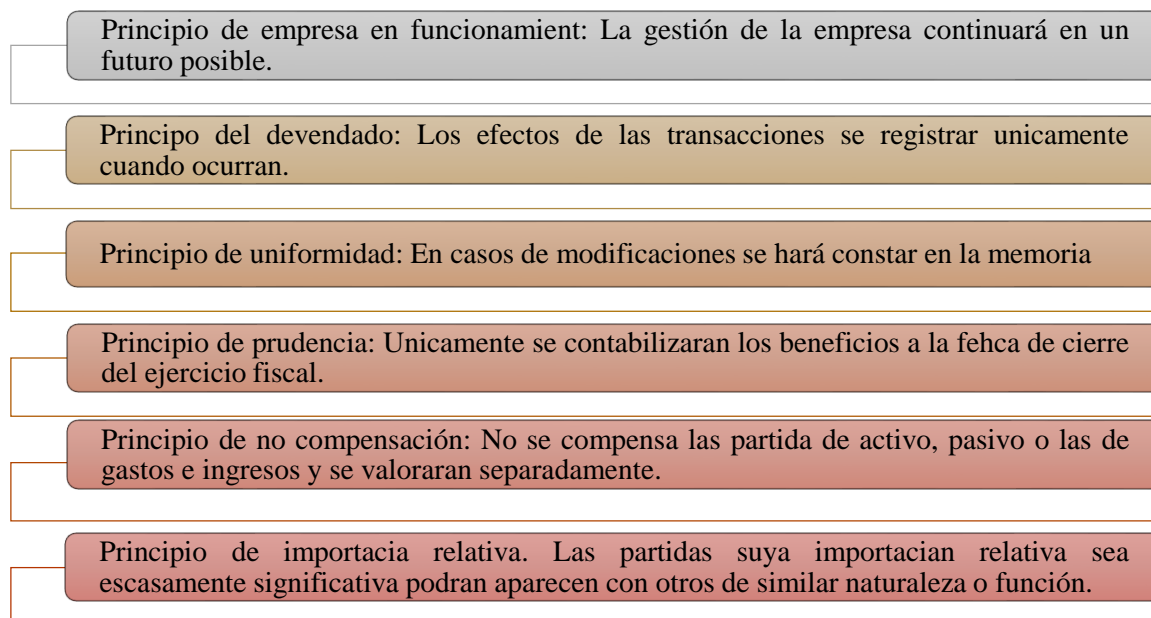 Principio de empresa en funcionamient: La gestión de la empresa continuará en un
futuro posible.
Principo del devendado: Los efectos de las transacciones se registrar unicamente
cuando ocurran.
Principio de uniformidad: En casos de modificaciones se hará constar en la memoria
Principio de prudencia: Unicamente se contabilizaran los beneficios a la fehca de cierre
del ejercicio fiscal.
Principio de no compensación: No se compensa las partida de activo, pasivo o las de
gastos e ingresos y se valoraran separadamente.
Principio de importacia relativa. Las partidas suya importacian relativa sea
escasamente significativa podran aparecen con otros de similar naturaleza o función.